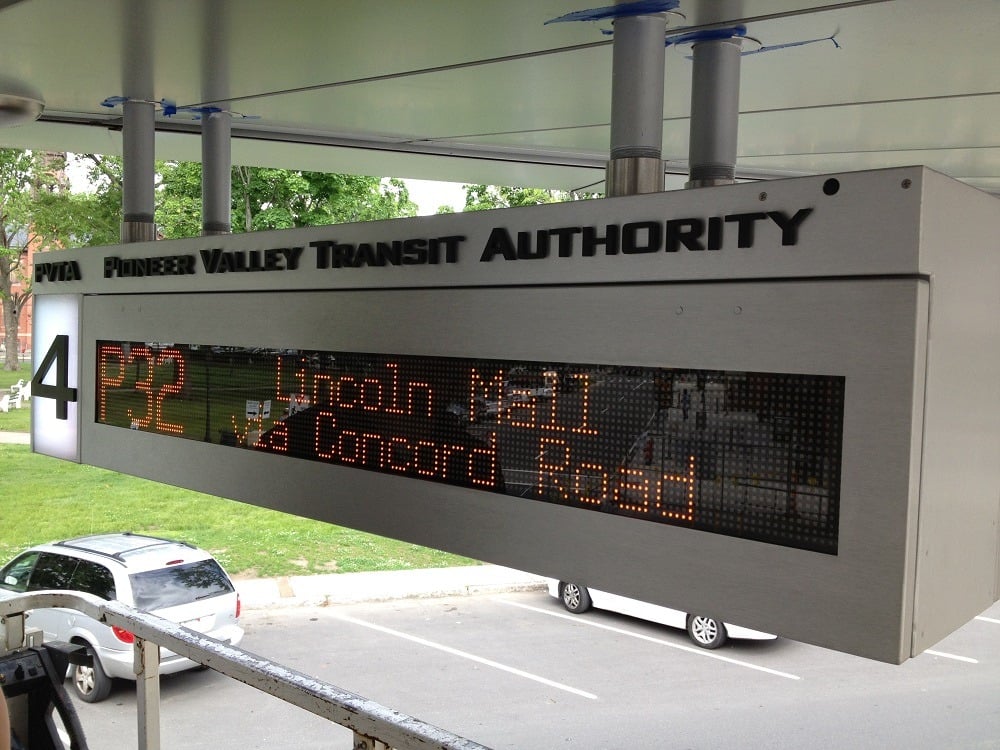 PVTA PIONEER VALLEY TRANSIT AUTHORITY
4
P32 Lincoln Mall
via Concord Road